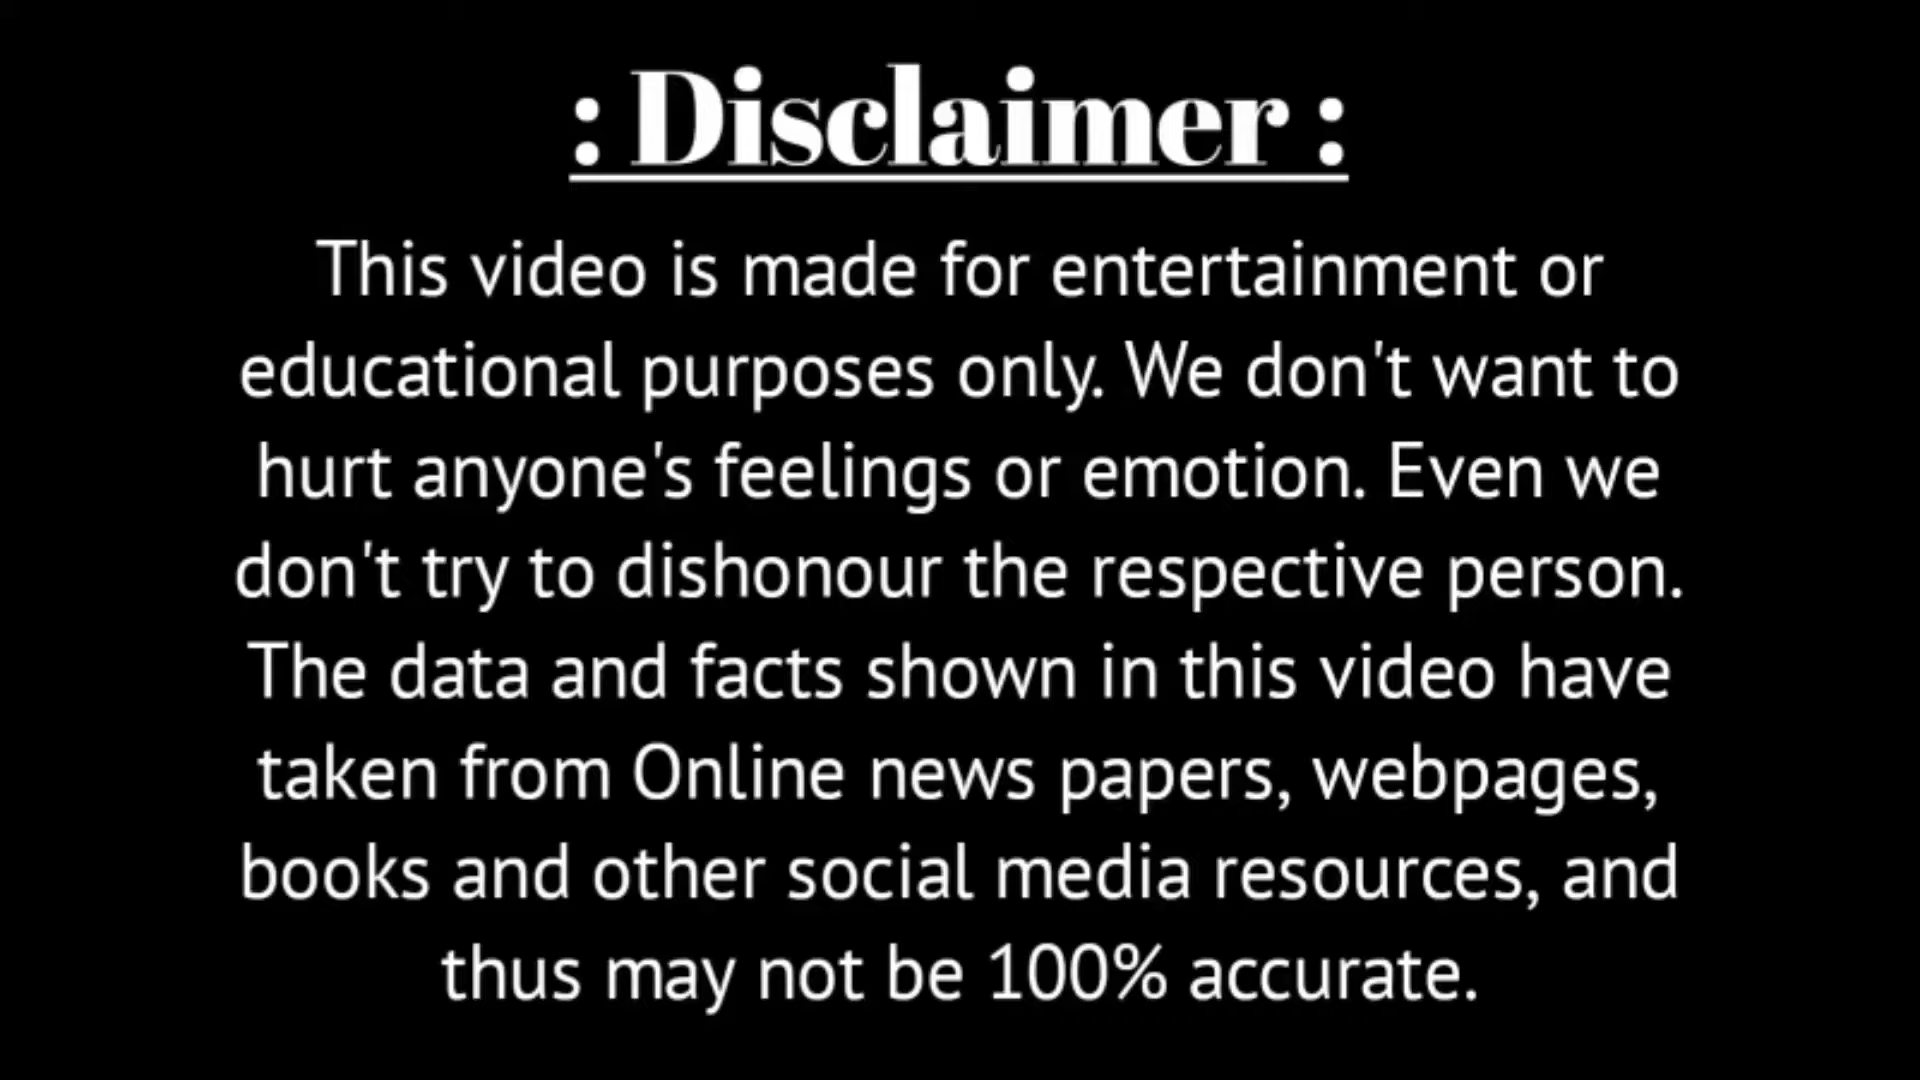 : Disclaimer :
This video is made for entertainment or
educational purposes only. We don't want to
hurt anyone's feelings or emotion. Even we
don't try to dishonour the respective person.
The data and facts shown in this video have
taken from Online news papers, webpages,
books and other social media resources, and
thus may not be 100% accurate.